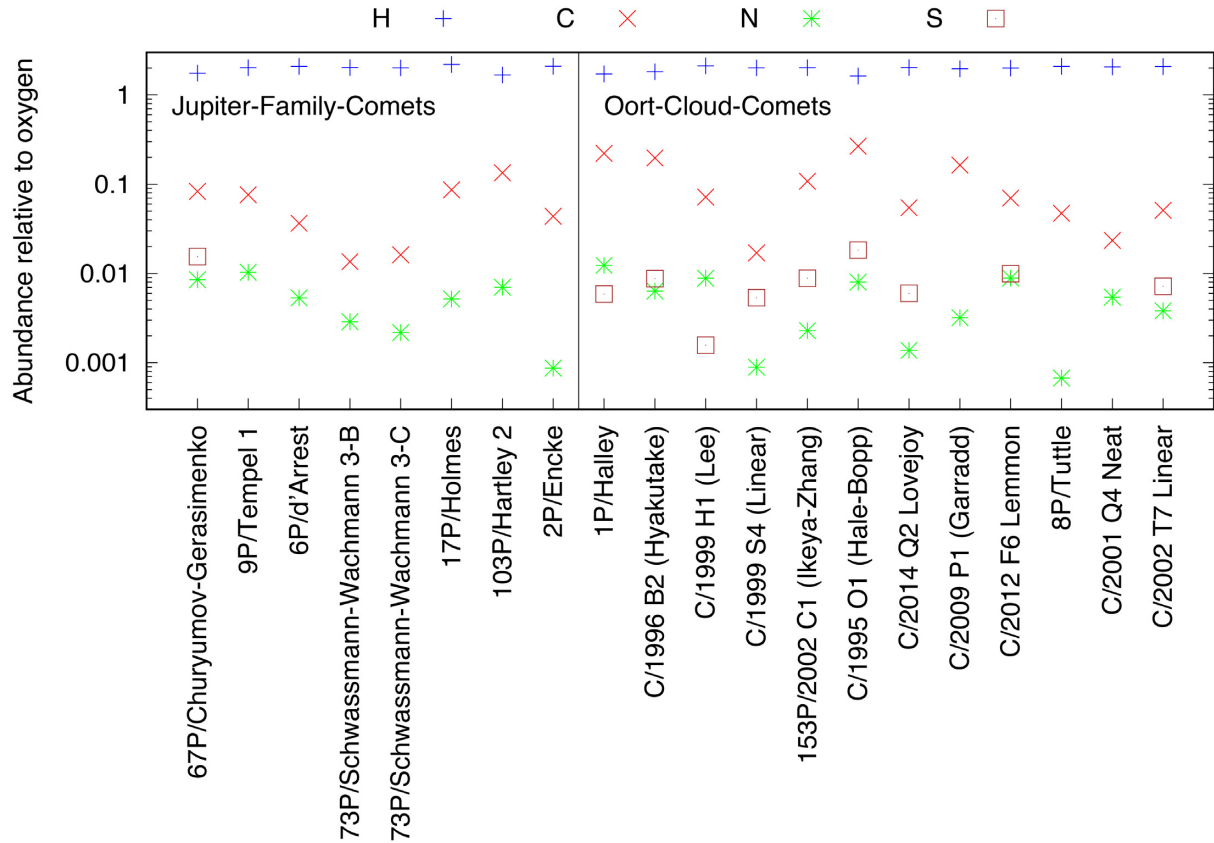 H C N S
Abundance relative to oxygen
1
0.1
0.01
0.001
Jupiter-Family-Comets
Oort-Cloud-Comets
67P/Churyumov-Gerasimenko
9P/Tempel 1
6P/d'Arrest
73P/Schwassmann-Wachmann 3-B
73P/Schwassmann-Wachmann 3-C
17P/Holmes
103P/Hartley 2
2P/Encke
1P/Halley
C/1996 B2 (Hyakutake)
C/1999 H1 (Lee)
C/1999 S4 (Linear)
153P/2002 C1 (Ikeya-Zhang)
C/1995 O1 (Hale-Bopp)
C/2014 Q2 Lovejoy
C/2009 P1 (Garradd)
C/2012 F6 Lemmon
8P/Tuttle
C/2001 Q4 Neat
C/2002 T7 Linear